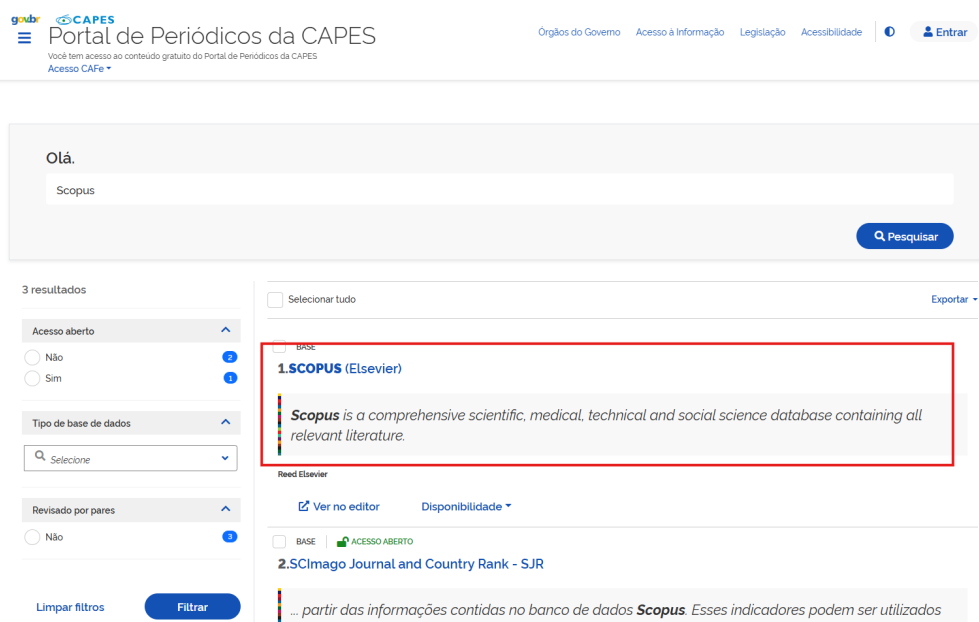 gov.br
CAPES
Portal de Periódicos da CAPES
Você tem acesso ao conteúdo gratuito do Portal de Periódicos da CAPES
Acesso CAFe
Órgãos do Governo Acesso à Informação Legislação Acessibilidade Entrar
Olá.
Scopus
Pesquisar
3 resultados
Acesso aberto
Não 2
Sim 1
Tipo de base de dados
Selecione
Revisado por pares
Não 3
Limpar filtros Filtrar
Selecionar tudo Exportar
BASE
1.SCOPUS (Elsevier)
Scopus is a comprehensive scientific, medical, technical and social science database containing all
relevant literature.
Reed Elsevier
Ver no editor Disponibilidade
BASE ACESSO ABERTO
2.SCImago Journal and Country Rank - SJR
... partir das informações contidas no banco de dados Scopus. Esses indicadores podem ser utilizados